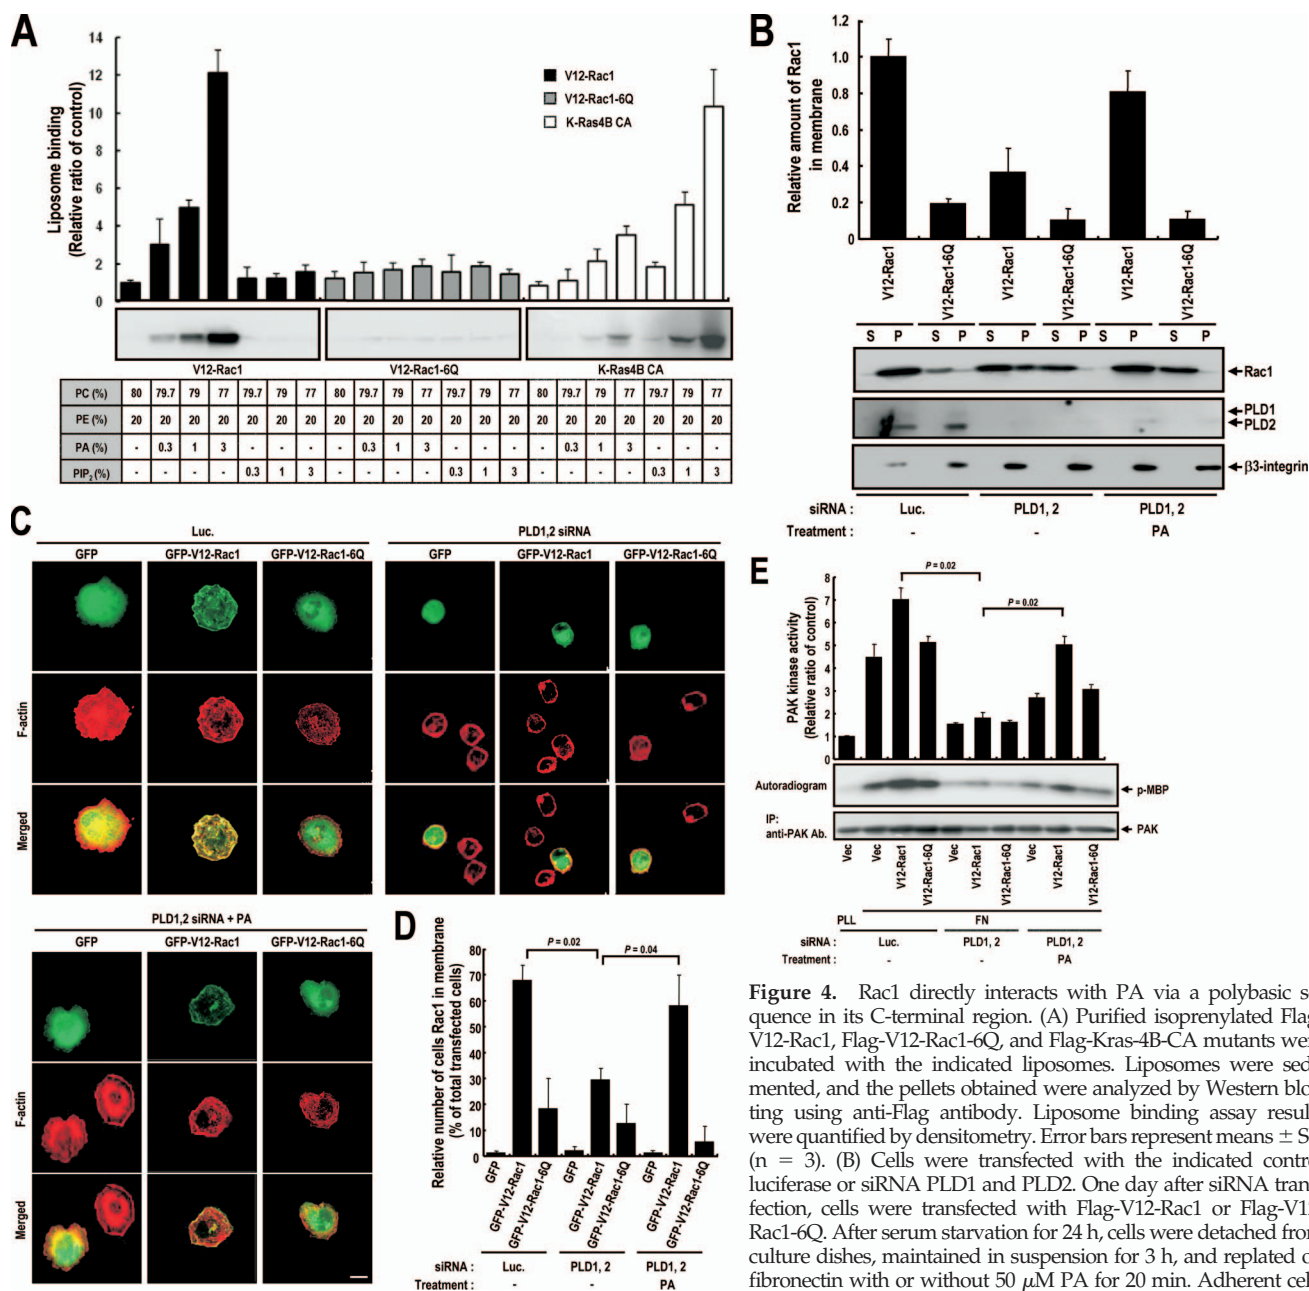 A
14
12
10
8
6
4
2
0
Liposome binding
(Relative ratio of control)
V12-Rac1
V12-Rac1-6Q
K-Ras4B CA
V12-Rac1 V12-Rac1-6Q K-Ras4B CA
PC (%) 80 79.7 79 77 79.7 79 77 80 79.7 79 77 79.7 79 77 80 79.7 79 77 79.7 79 77
PE (%) 20 20 20 20 20 20 20 20 20 20 20 20 20 20 20 20 20 20 20 20 20
PA (%) - 0.3 1 3 - - - - 0.3 1 3 - - - - 0.3 1 3 - - -
PIP2 (%) - - - - 0.3 1 3 - - - - 0.3 1 3 - - - - 0.3 1 3
B
1.2
1.0
0.8
0.6
0.4
0.2
0
Relative amount of Rac1
in membrane
V12-Rac1 V12-Rac1-6Q V12-Rac1 V12-Rac1-6Q V12-Rac1 V12-Rac1-6Q
S P S P S P S P S P S P
Rac1
PLD1
PLD2
β3-integrin
siRNA : Luc. PLD1, 2 PLD1, 2
Treatment : - - PA
C
Luc.
GFP GFP-V12-Rac1 GFP-V12-Rac1-6Q
PLD1,2 siRNA
GFP GFP-V12-Rac1 GFP-V12-Rac1-6Q
F-actin
Merged
PLD1,2 siRNA + PA
GFP GFP-V12-Rac1 GFP-V12-Rac1-6Q
F-actin
Merged
D
80
70
60
50
40
30
20
10
0
Relative number of cells Rac1 in membrane
(% of total transfected cells)
P = 0.02
P = 0.04
GFP GFP-V12-Rac1 GFP-V12-Rac1-6Q GFP GFP-V12-Rac1 GFP-V12-Rac1-6Q GFP GFP-V12-Rac1 GFP-V12-Rac1-6Q
siRNA : Luc. PLD1, 2 PLD1, 2
Treatment : - - PA
E
8
7
6
5
4
3
2
1
0
PAK kinase activity
(Relative ratio of control)
P = 0.02
P = 0.02
Autoradiogram
p-MBP
IP:
anti-PAK Ab.
PAK
Vec Vec V12-Rac1 V12-Rac1-6Q Vec V12-Rac1 V12-Rac1-6Q Vec V12-Rac1 V12-Rac1-6Q
PLL FN
siRNA : Luc. PLD1, 2 PLD1, 2
Treatment : - - PA
Figure 4. Rac1 directly interacts with PA via a polybasic se
quence in its C-terminal region. (A) Purified isoprenylated Flag
V12-Rac1, Flag-V12-Rac1-6Q, and Flag-Kras-4B-CA mutants wer
incubated with the indicated liposomes. Liposomes were sedi
mented, and the pellets obtained were analyzed by Western blo
ting using anti-Flag antibody. Liposome binding assay result
were quantified by densitometry. Error bars represent means ± S
(n = 3). (B) Cells were transfected with the indicated contro
luciferase or siRNA PLD1 and PLD2. One day after siRNA tran
fection, cells were transfected with Flag-V12-Rac1 or Flag-V12
Rac1-6Q. After serum starvation for 24 h, cells were detached from
culture dishes, maintained in suspension for 3 h, and replated o
fibronectin with or without 50 μM PA for 20 min. Adherent cel